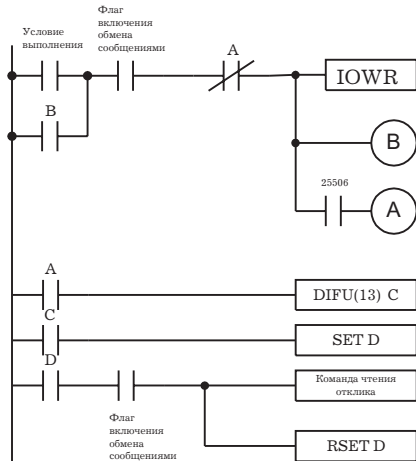 Условие
выполнения
Флаг
включения
обмена
сообщениями
A
IOWR
B
B
25506
A
A
DIFU(13) C
C
SET D
D
Команда чтения
отклика
Флаг
включения
обмена
сообщениями
RSET D